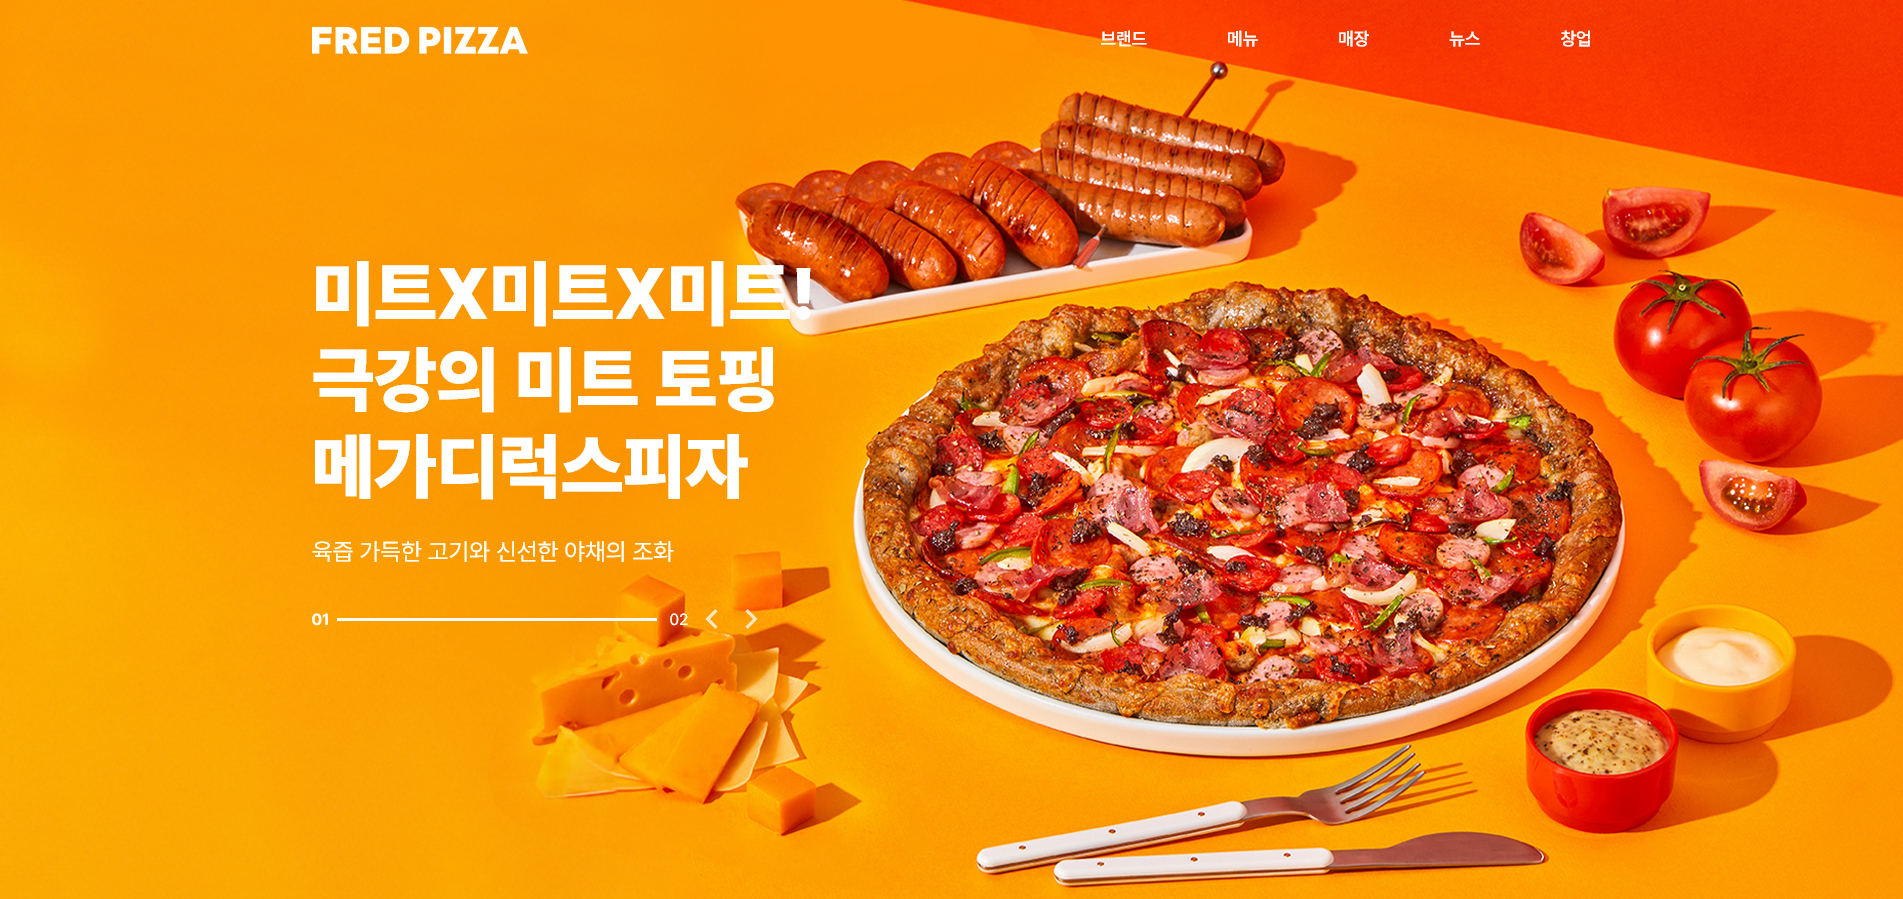 FRED PIZZA
브랜드 메뉴 매장 뉴스 창업
미트X미트X미트!
극강의 미트 토핑
메가디럭스피자
육즙 가득한 고기와 신선한 야채의 조화
01 02